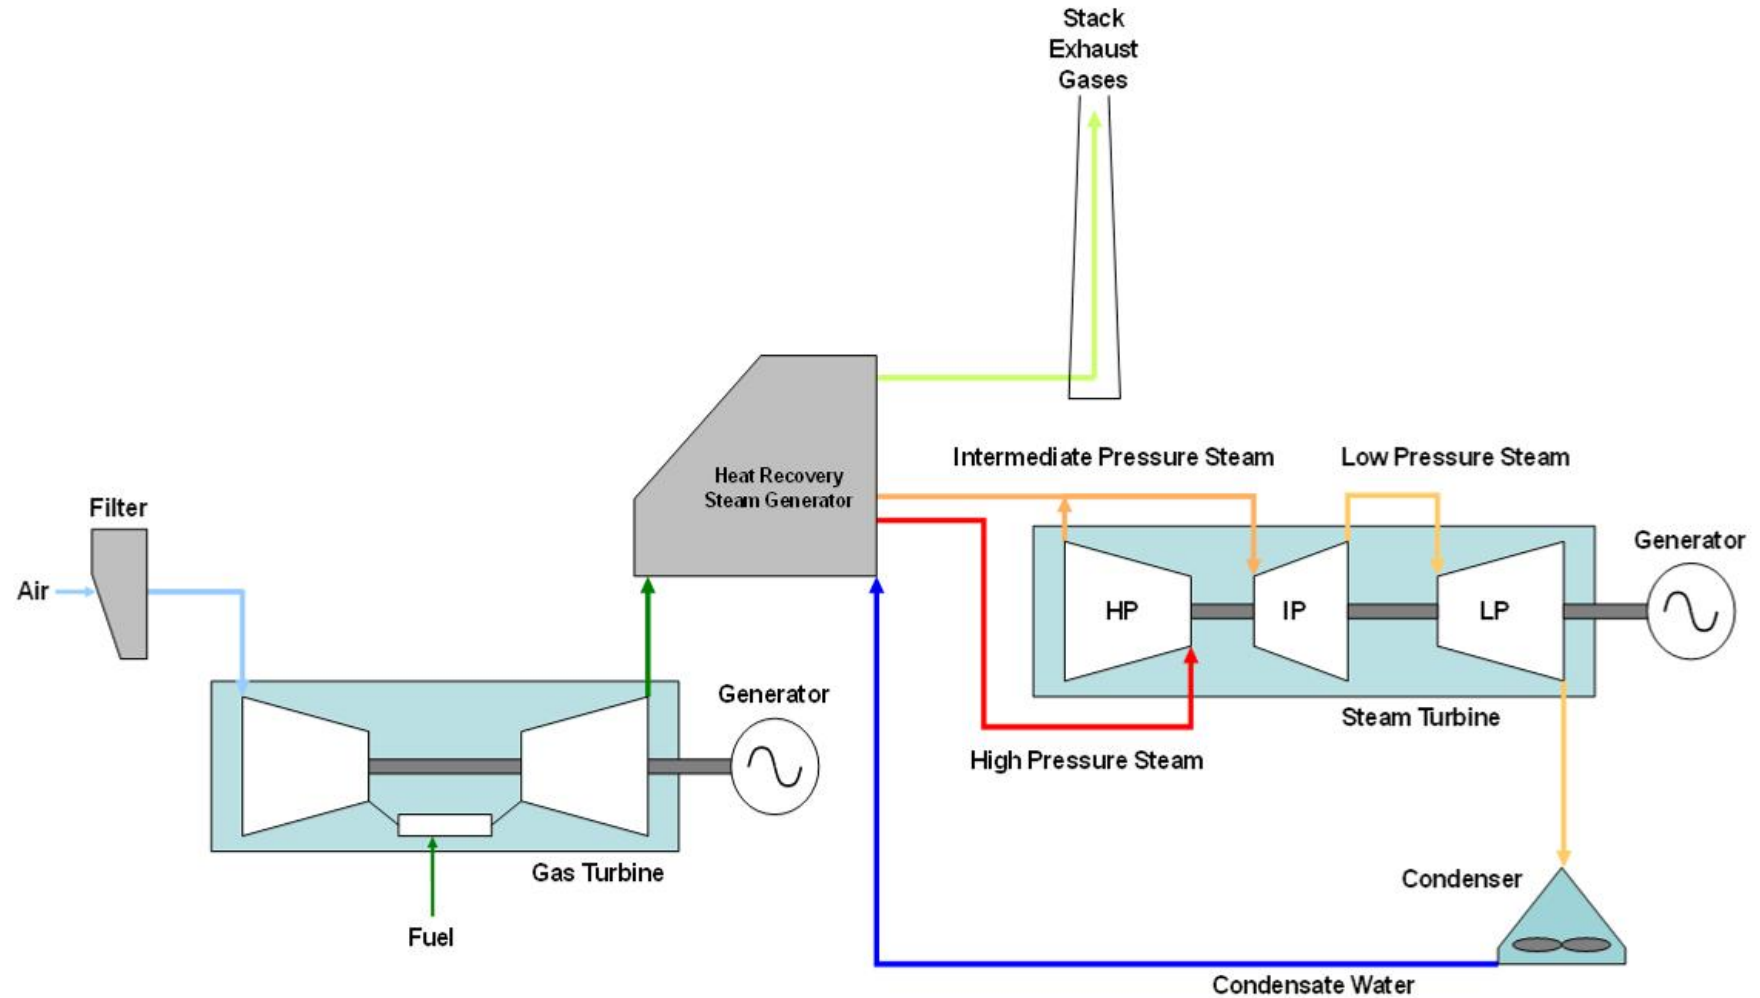 Stack
Exhaust
Gases
Intermediate Pressure Steam
Low Pressure Steam
Heat Recovery
Steam Generator
Filter
Air
Generator
HP
IP
LP
Steam Turbine
Generator
High Pressure Steam
Gas Turbine
Condenser
Fuel
Condensate Water